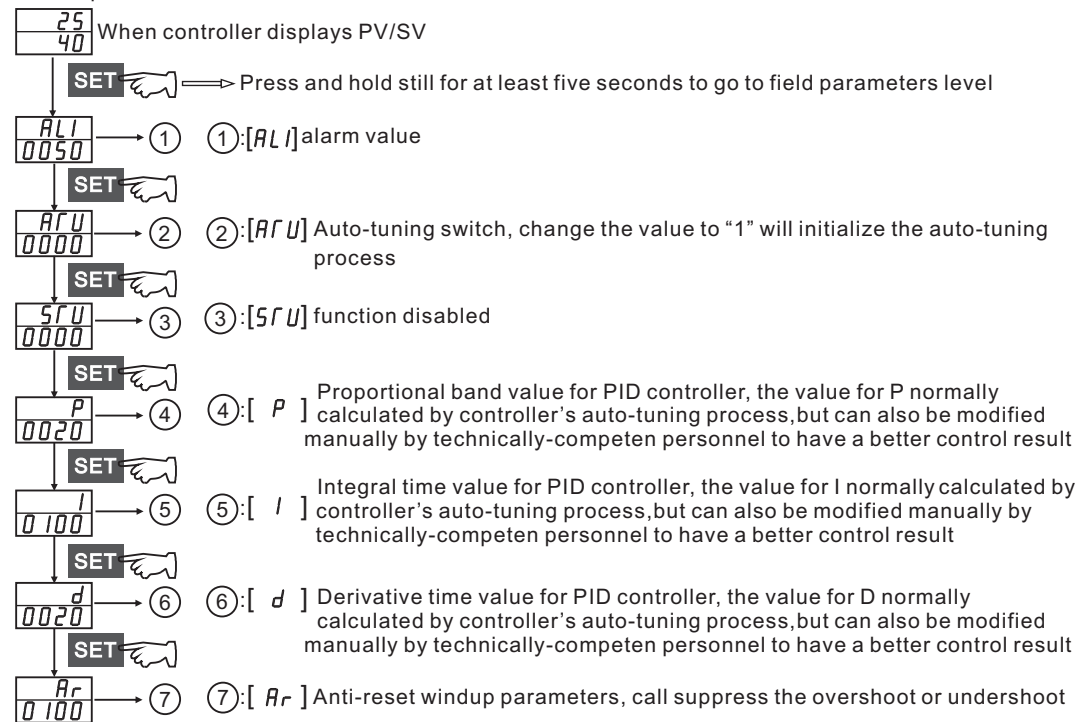 25
40
When controller displays PV/SV
SET
Press and hold still for at least five seconds to go to field parameters level
AL1
0050
1
1:[AL1]alarm value
SET
ATU
0000
2
2:[ATU] Auto-tuning switch, change the value to “1” will initialize the auto-tuning
process
SET
STU
0000
3
3:[STU] function disabled
SET
P
0020
4
4:[ P ] Proportional band value for PID controller, the value for P normally
calculated by controller’s auto-tuning process,but can also be modified
manually by technically-competen personnel to have a better control result
SET
I
0100
5
5:[ I ] Integral time value for PID controller, the value for I normally calculated by
controller’s auto-tuning process,but can also be modified manually by
technically-competen personnel to have a better control result
SET
d
0020
6
6:[ d ] Derivative time value for PID controller, the value for D normally
calculated by controller’s auto-tuning process,but can also be modified
manually by technically-competen personnel to have a better control result
SET
Ar
0100
7
7:[ Ar ] Anti-reset windup parameters, call suppress the overshoot or undershoot